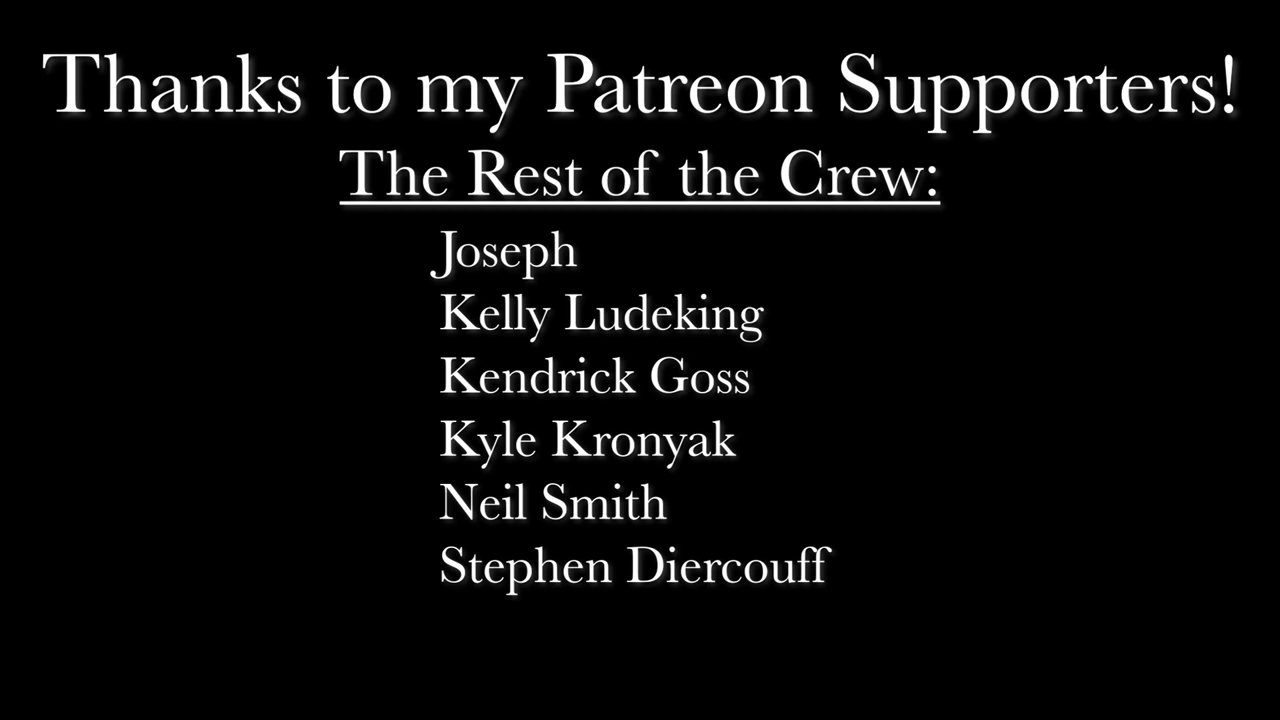 Thanks to my Patreon Supporters!
The Rest of the Crew:
Joseph
Kelly Ludeking
Kendrick Goss
Kyle Kronyak
Neil Smith
Stephen Diercouff